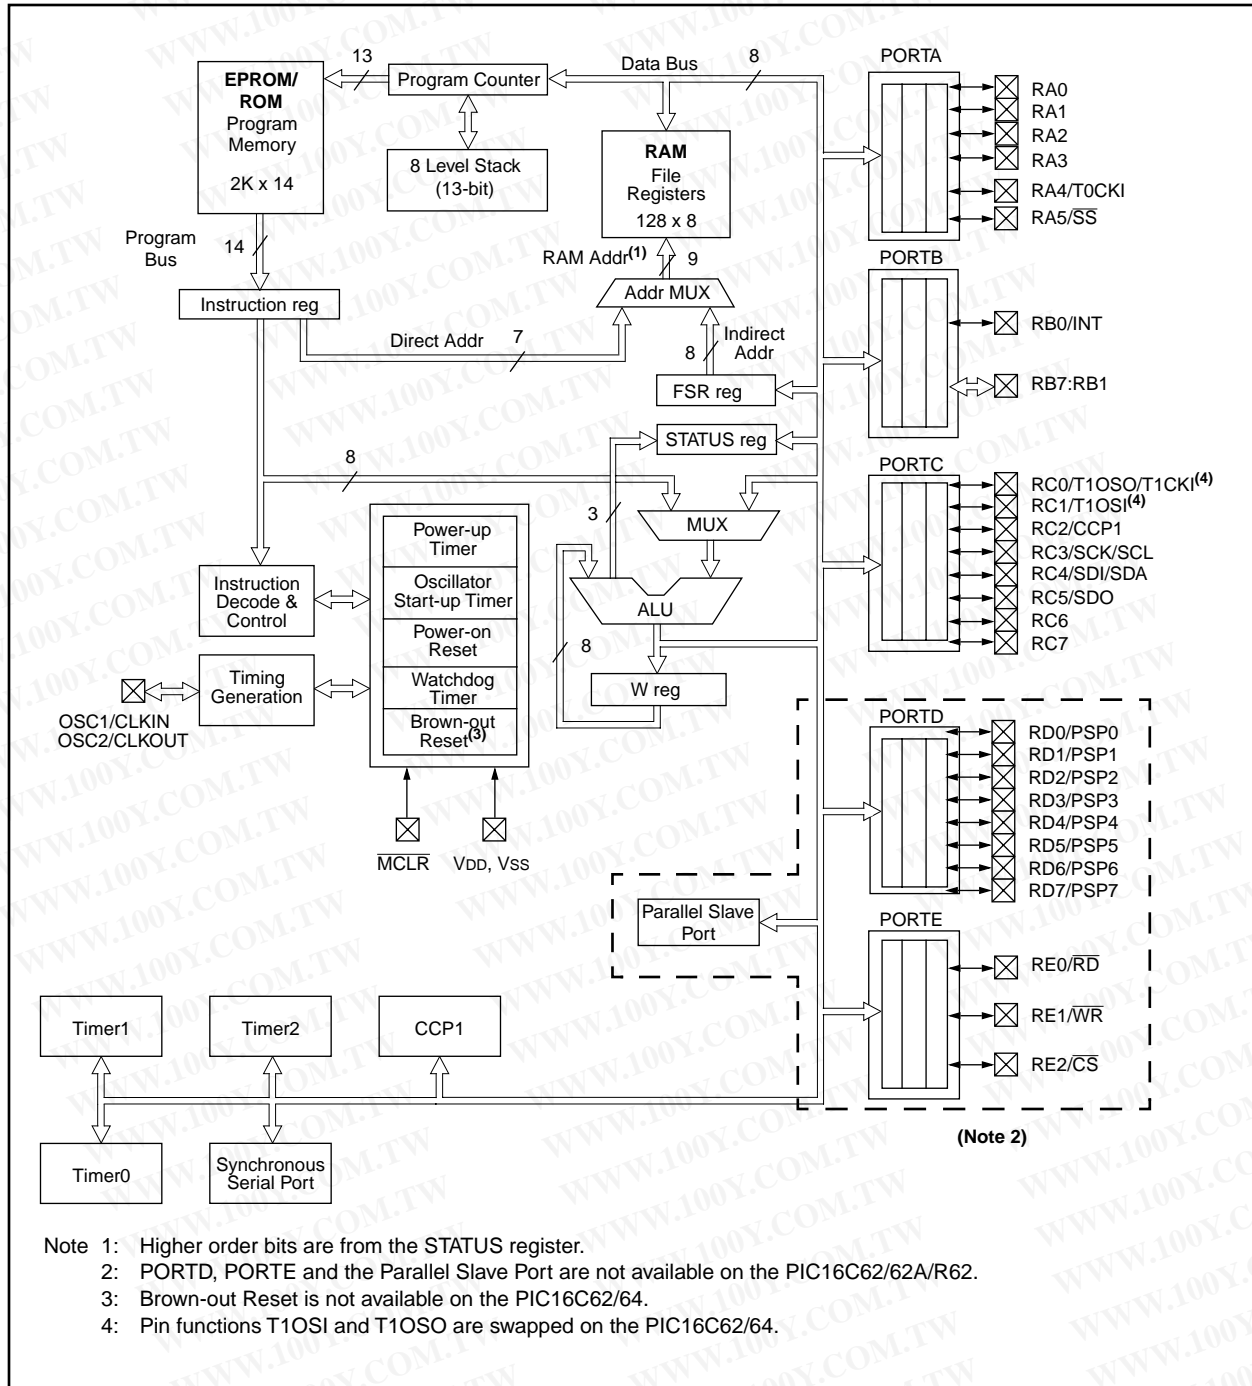 EPROM/
ROM
Program
Memory
2K x 14
13
Program Counter
8 Level Stack
(13-bit)
Data Bus
8
RAM
File
Registers
128 x 8
RAM Addr(1)
9
Program
Bus
14
Instruction reg
Addr MUX
Direct Addr
7
8
Indirect
Addr
FSR reg
STATUS reg
8
3
MUX
ALU
8
W reg
Power-up
Timer
Oscillator
Start-up Timer
Power-on
Reset
Watchdog
Timer
Brown-out
Reset(3)
Instruction
Decode &
Control
Timing
Generation
OSC1/CLKIN
OSC2/CLKOUT
MCLR
VDD, VSS
PORTA
RA0
RA1
RA2
RA3
RA4/T0CKI
RA5/SS
PORTB
RB0/INT
RB7:RB1
PORTC
RC0/T1OSO/T1CKI(4)
RC1/T1OSI(4)
RC2/CCP1
RC3/SCK/SCL
RC4/SDI/SDA
RC5/SDO
RC6
RC7
PORTD
RD0/PSP0
RD1/PSP1
RD2/PSP2
RD3/PSP3
RD4/PSP4
RD5/PSP5
RD6/PSP6
RD7/PSP7
Parallel Slave
Port
PORTE
RE0/RD
RE1/WR
RE2/CS
(Note 2)
Timer1
Timer2
CCP1
Timer0
Synchronous
Serial Port
Note 1: Higher order bits are from the STATUS register.
2: PORTD, PORTE and the Parallel Slave Port are not available on the PIC16C62/62A/R62.
3: Brown-out Reset is not available on the PIC16C62/64.
4: Pin functions T1OSI and T1OSO are swapped on the PIC16C62/64.
WWW.100Y.COM.TW